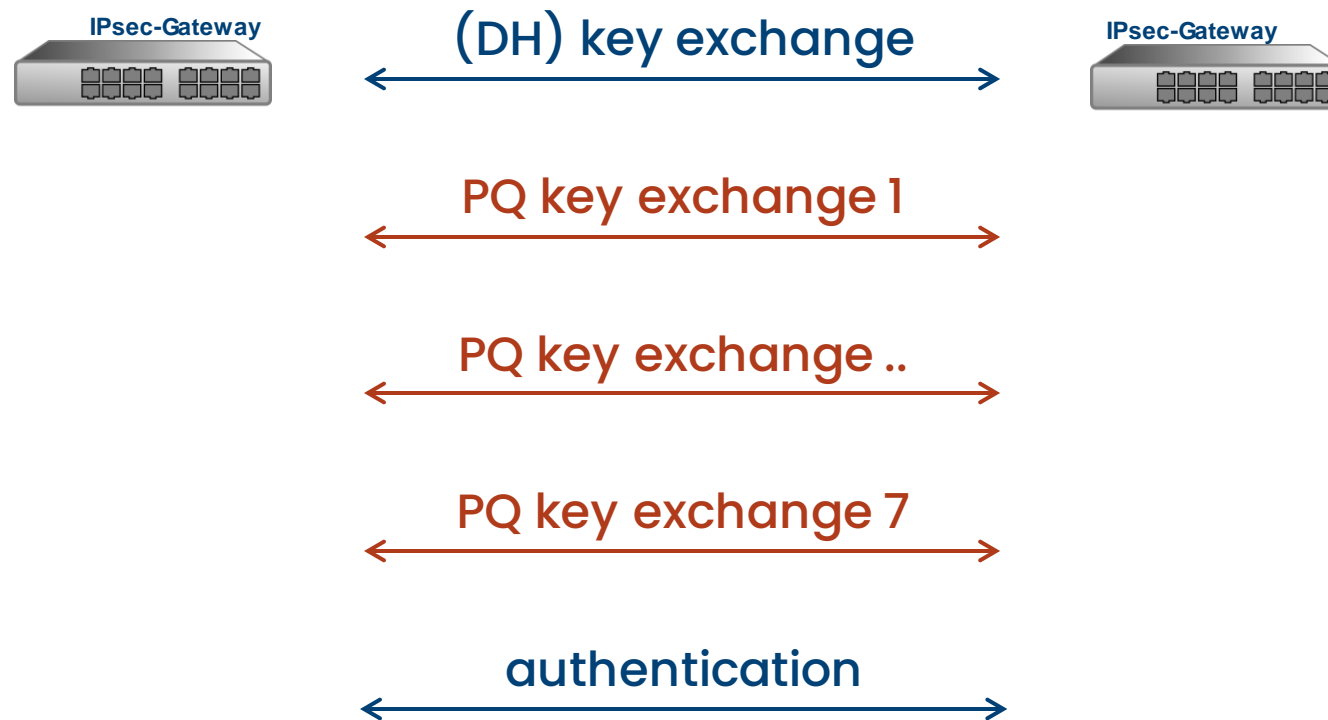 IPsec-Gateway
(DH) key exchange
IPsec-Gateway
PQ key exchange 1
PQ key exchange ..
PQ key exchange 7
authentication